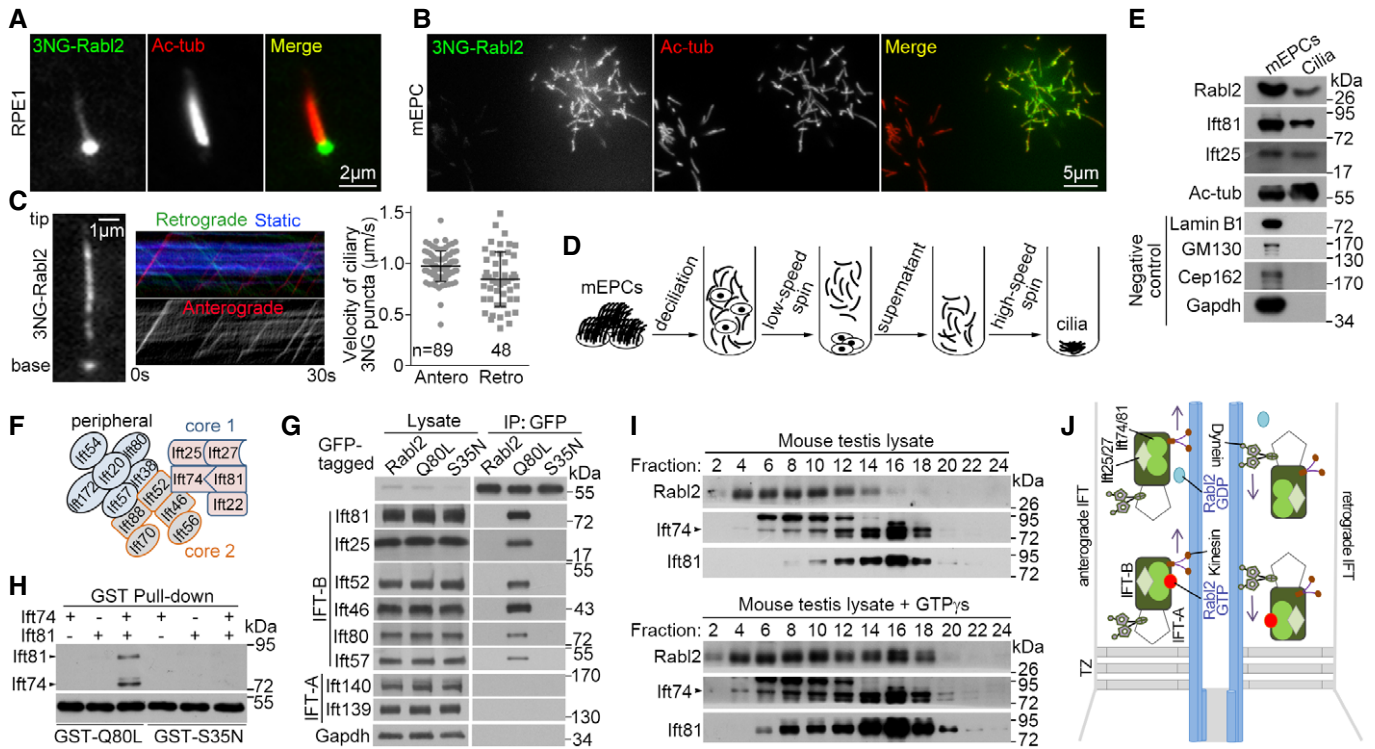 A
3NG-Rabl2 Ac-tub Merge
RPE1
2μm
B
3NG-Rabl2 Ac-tub Merge
mEPC
5μm
C
tip
1μm
3NG-Rabl2
base
Retrograde Static
Anterograde
0s 30s
Velocity of ciliary
3NG puncta (μm/s)
1.5
1.0
0.5
0
n=89 48
Antero Retro
D
mEPCs
deciliation
low-speed
spin
supernatant
high-speed
spin
cilia
E
mEPCs Cilia
kDa
Rabl2 26
Ift81 95 72
Ift25 17
Ac-tub 55
Negative
control
Lamin B1 72
GM130 170 130
Cep162 170
Gapdh 34
F
peripheral core 1
Ift54 Ift80 Ift25 Ift27
Ift20 Ift38 Ift74 Ift81
Ift172 Ift57 Ift52 Ift22
Ift88 Ift46
Ift70 Ift56
core 2
G
Lysate IP: GFP
GFP-
tagged
Rabl2 Q80L S35N Rabl2 Q80L S35N
kDa
55
IFT-B
Ift81 72
Ift25 17
55
Ift52
Ift46 43
Ift80 72
55
Ift57
IFT-A
Ift140 170
Ift139 130
Gapdh 34
H
GST Pull-down
Ift74 + - + + - +
Ift81 - + + - + +
kDa
95
Ift81
Ift74 72
55
GST-Q80L GST-S35N
I
Mouse testis lysate
Fraction: 2 4 6 8 10 12 14 16 18 20 22 24
kDa
Rabl2 26
Ift74 95 72
Ift81 95 72
Mouse testis lysate + GTPγs
Fraction: 2 4 6 8 10 12 14 16 18 20 22 24
kDa
Rabl2 26
Ift74 95 72
Ift81 95 72
J
anterograde IFT
Ift25/27
Ift74/81
Rabl2
GDP
Dynein
retrograde IFT
IFT-B
IFT-A
Kinesin
Rabl2
GTP
TZ